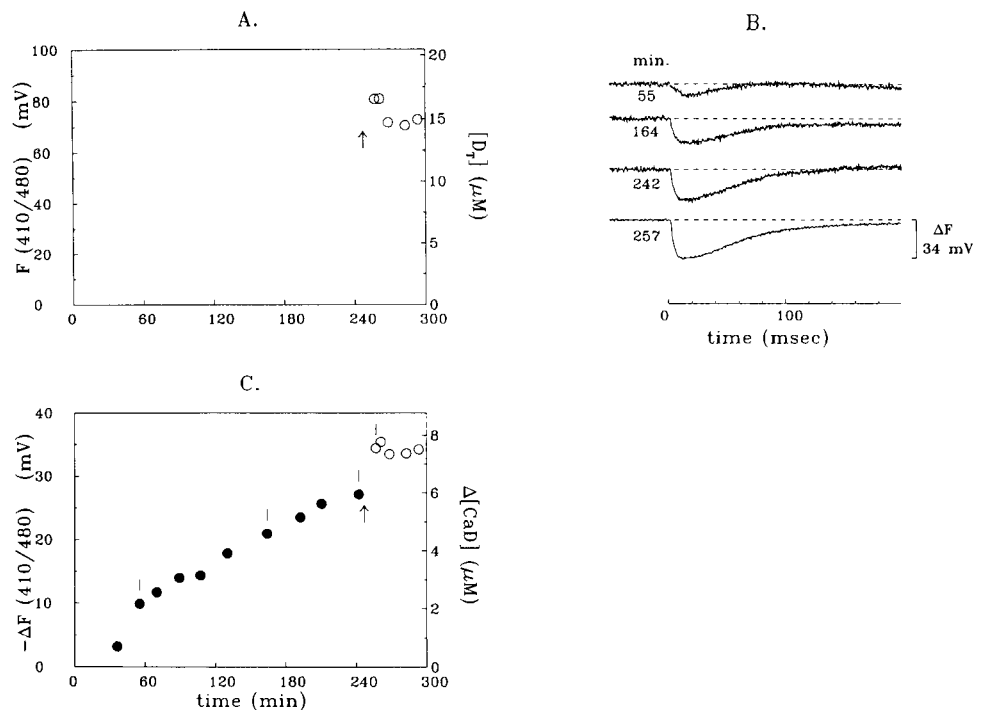 A.
F (410/480) (mV)
100
80
60
40
20
0
20
15
10
5
0
[D_T] (μM)
↑
0 60 120 180 240 300
B.
min.
55
164
242
257
ΔF
34 mV
0 100
time (msec)
C.
-ΔF (410/480) (mV)
40
30
20
10
0
8
6
4
2
0
Δ[CaD] (μM)
↑
0 60 120 180 240 300
time (min)